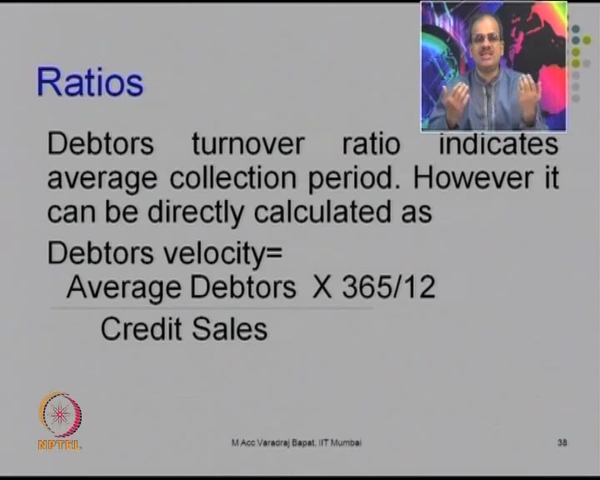 Ratios
Debtors turnover ratio indicates
average collection period. However it
can be directly calculated as
Debtors velocity=
Average Debtors X 365/12
Credit Sales
NPTEL
M Acc Varadraj Bapat, IIT Mumbai
38